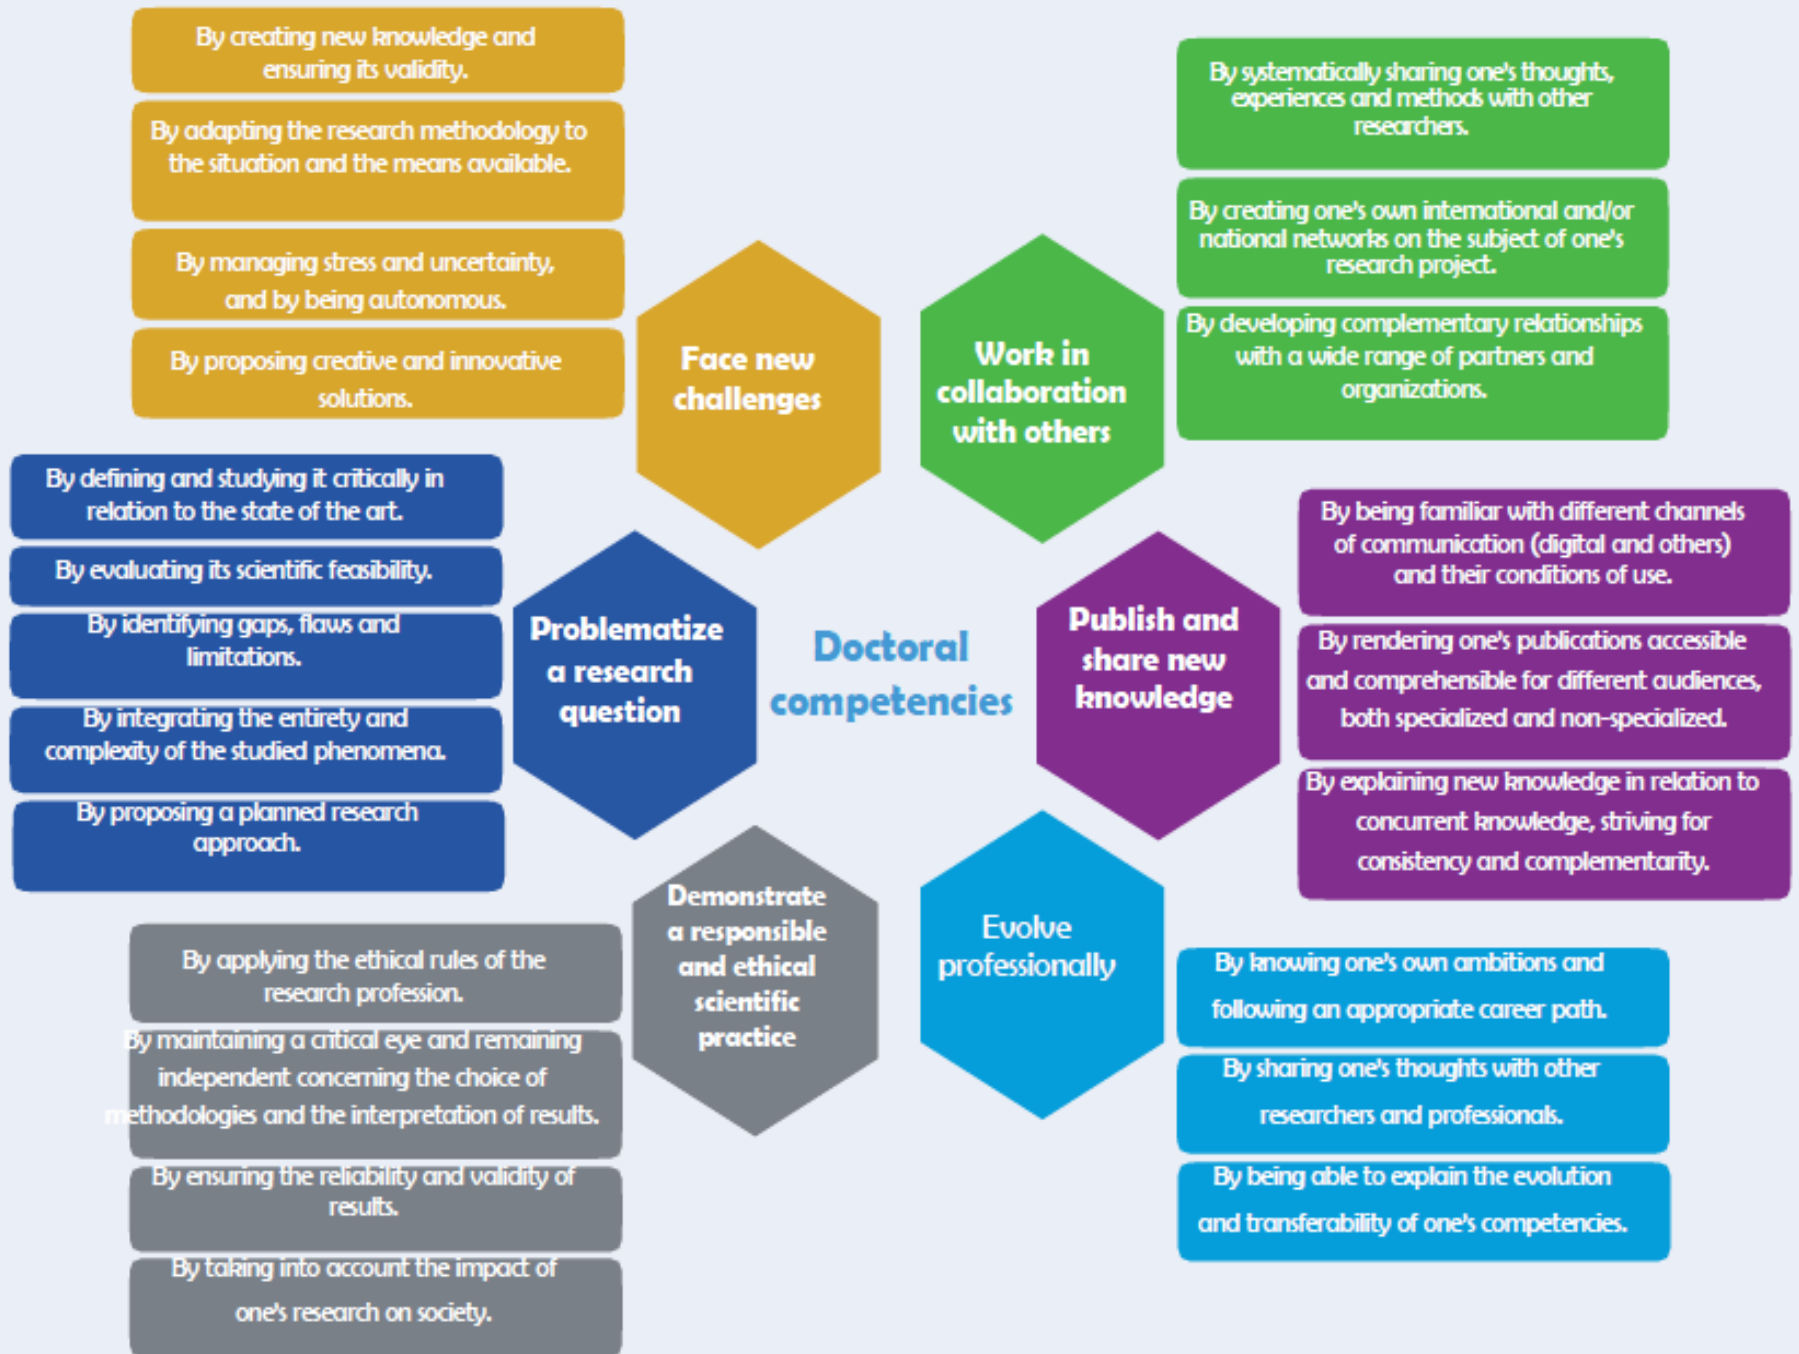 By creating new knowledge and
ensuring its validity.
By adapting the research methodology to
the situation and the means available.
By managing stress and uncertainty,
and by being autonomous.
By proposing creative and innovative
solutions.
Face new
challenges
Work in
collaboration
with others
By systematically sharing one's thoughts,
experiences and methods with other
researchers.
By creating one's own international and/or
national networks on the subject of one's
research project.
By developing complementary relationships
with a wide range of partners and
organizations.
By defining and studying it critically in
relation to the state of the art.
By evaluating its scientific feasibility.
By identifying gaps, flaws and
limitations.
By integrating the entirety and
complexity of the studied phenomena.
By proposing a planned research
approach.
Problematize
a research
question
Doctoral
competencies
Publish and
share new
knowledge
By being familiar with different channels
of communication (digital and others)
and their conditions of use.
By rendering one's publications accessible
and comprehensible for different audiences,
both specialized and non-specialized.
By explaining new knowledge in relation to
concurrent knowledge, striving for
consistency and complementarity.
By applying the ethical rules of the
research profession.
By maintaining a critical eye and remaining
independent concerning the choice of
methodologies and the interpretation of results.
By ensuring the reliability and validity of
results.
By taking into account the impact of
one's research on society.
Demonstrate
a responsible
and ethical
scientific
practice
Evolve
professionally
By knowing one's own ambitions and
following an appropriate career path.
By sharing one's thoughts with other
researchers and professionals.
By being able to explain the evolution
and transferability of one's competencies.